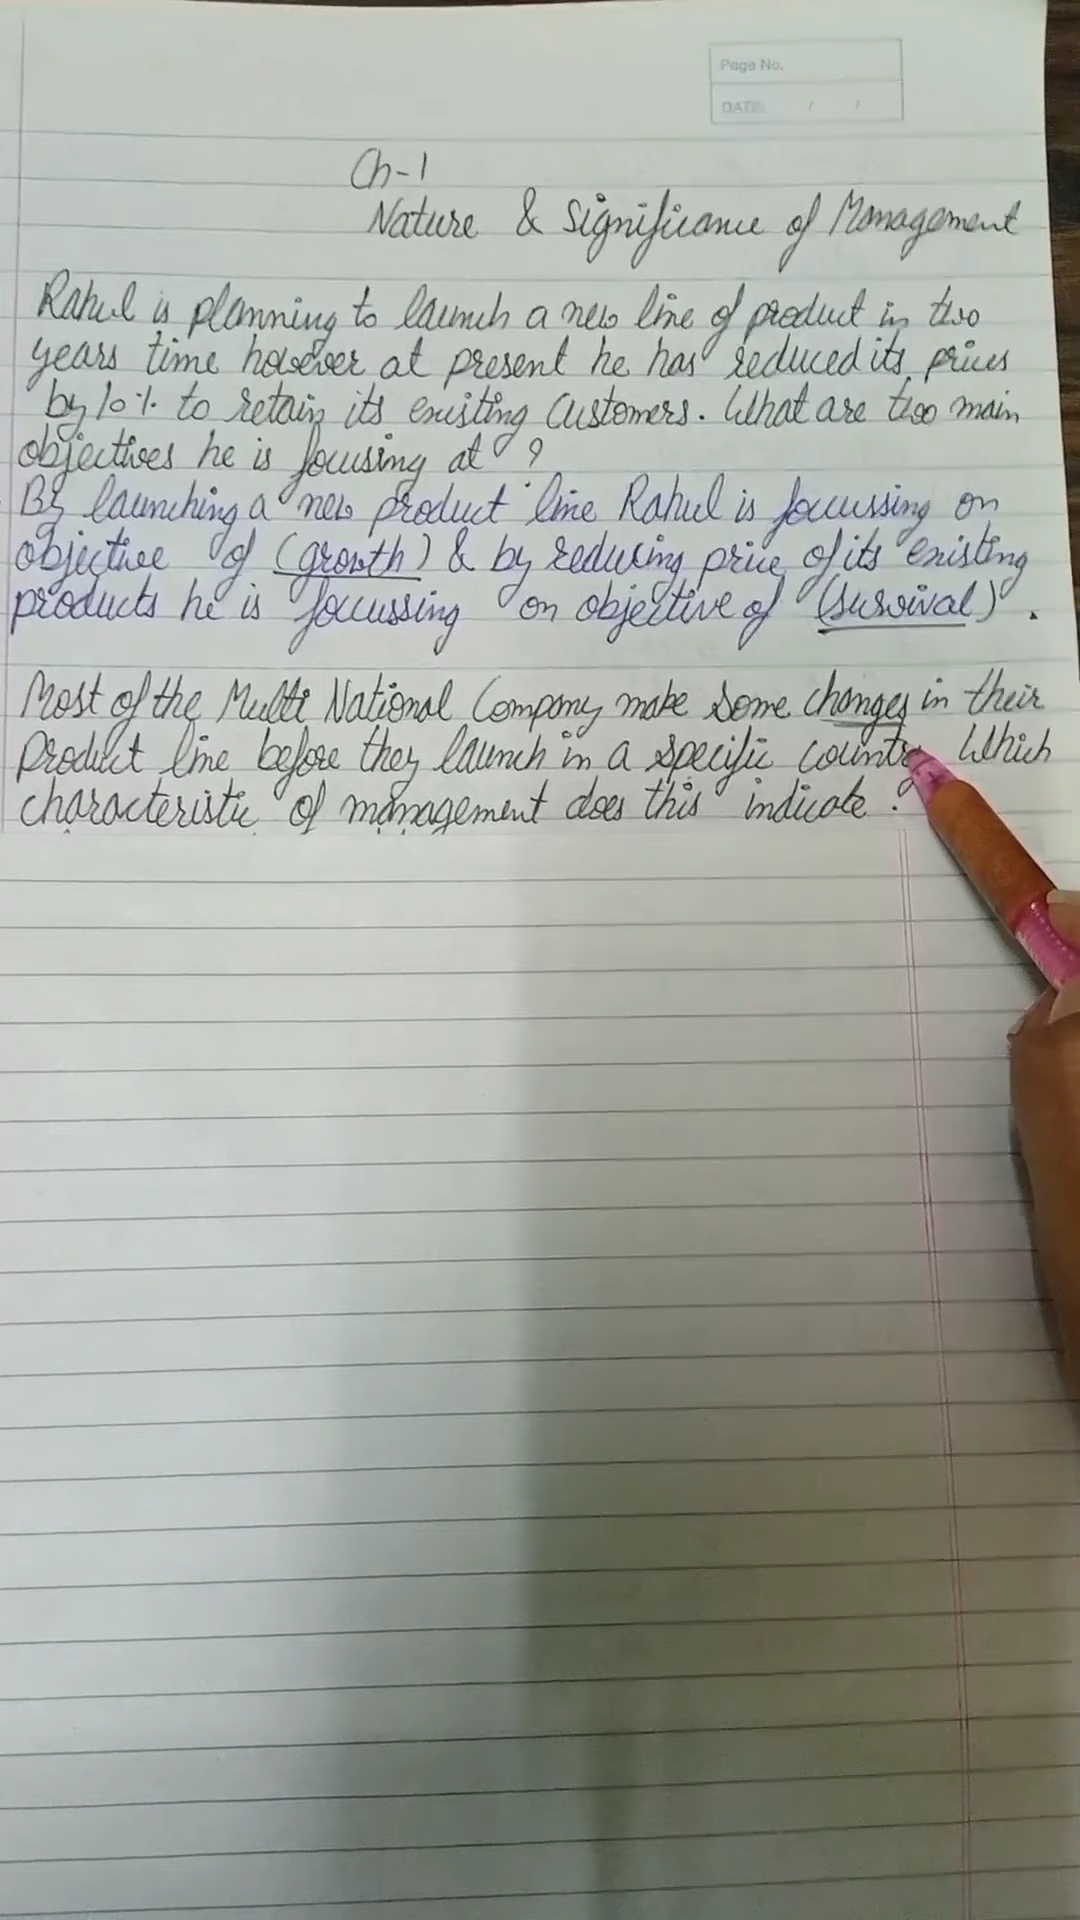 Page No.
DATE: / /
Ch-1
Nature & Significance of Management
Rahul is planning to launch a new line of product in two
years time however at present he has reduced its prices
by 10% to retain its existing customers. What are two main
objectives he is focusing at ?
By launching a new product line Rahul is focussing on
objective of (growth) & by reducing price of its existing
products he is focussing on objective of (survival).
Most of the Multi National Company make some changes in their
Product line before they launch in a specific country Which
characteristic of management does this indicate ?